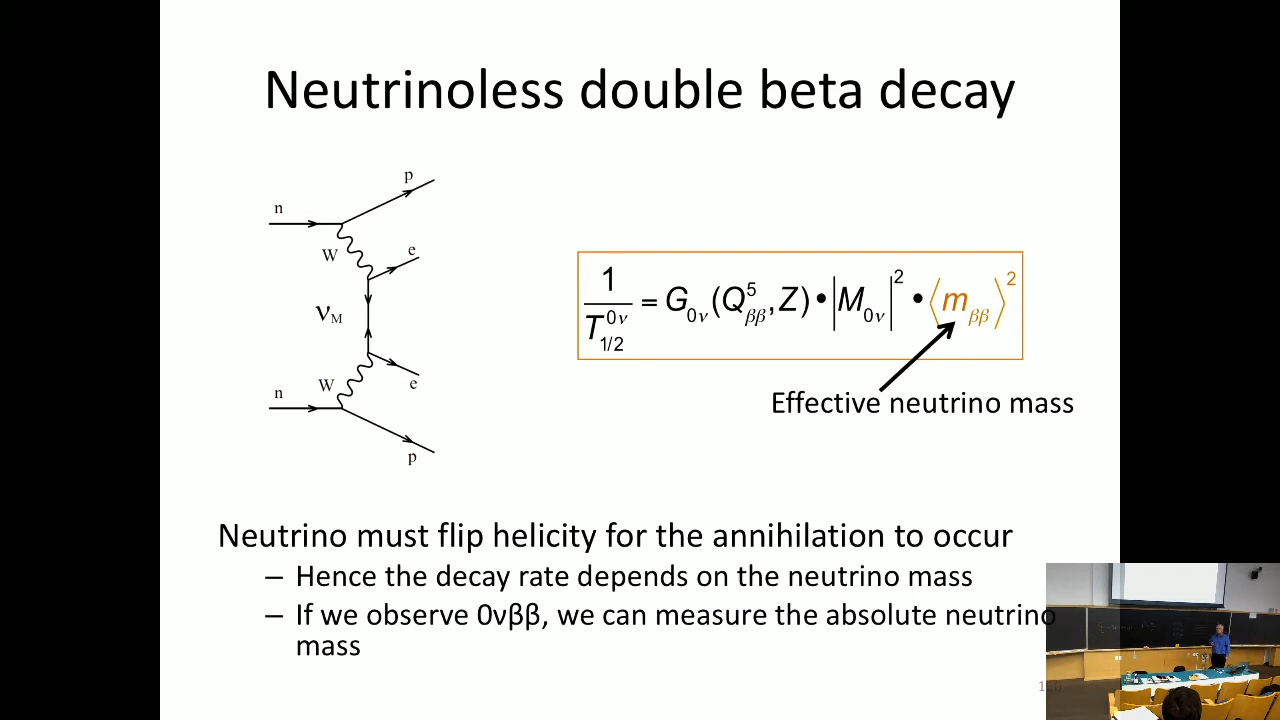 Neutrinoless double beta decay
p
n
W
e
νM
W
e
n
p
1/T^{0ν}_{1/2} = G_{0ν}(Q^5_{ββ}, Z) • |M_{0ν}|^2 • ⟨m_{ββ}⟩^2
Effective neutrino mass
Neutrino must flip helicity for the annihilation to occur
– Hence the decay rate depends on the neutrino mass
– If we observe 0νββ, we can measure the absolute neutrino
mass